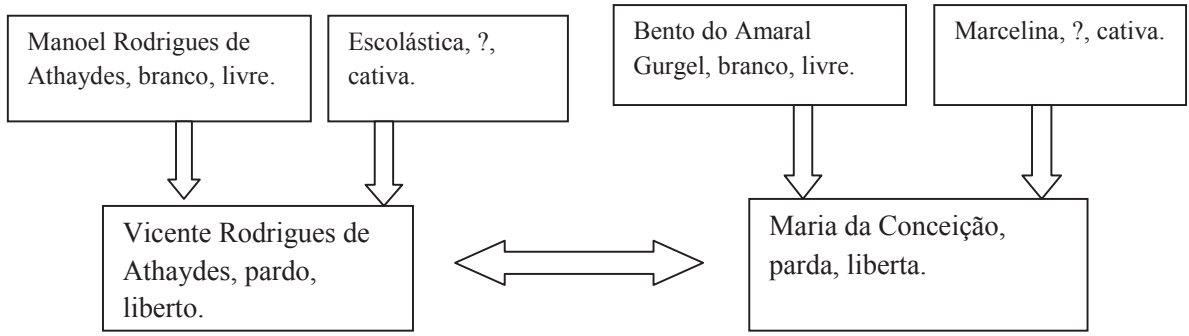 Manoel Rodrigues de
Athaydes, branco, livre.
Escolástica, ?,
cativa.
Bento do Amaral
Gurgel, branco, livre.
Marcelina, ?, cativa.
Vicente Rodrigues de
Athaydes, pardo,
liberto.
Maria da Conceição,
parda, liberta.